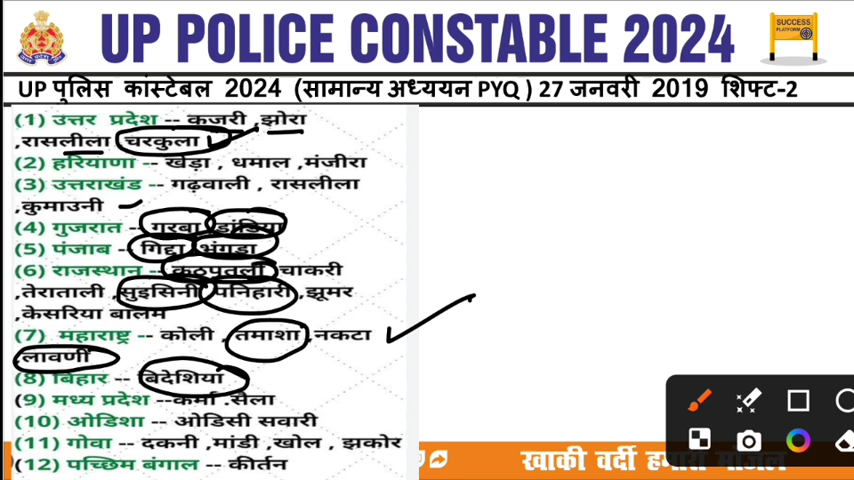 UP POLICE CONSTABLE 2024
SUCCESS
PLATFORM
UP पुलिस कांस्टेबल 2024 (सामान्य अध्ययन PYQ ) 27 जनवरी 2019 शिफ्ट-2
(1) उत्तर प्रदेश -- कजरी ,झोरा
,रासलीला चरकुला
(2) हरियाणा -- खेड़ा , धमाल ,मंजीरा
(3) उत्तराखंड -- गढ़वाली , रासलीला
,कुमाउनी
(4) गुजरात -- गरबा डांडिया
(5) पंजाब -- गिद्दा भंगडा
(6) राजस्थान -- कठपुतली चाकरी
,तेराताली ,सुइसिनी पनिहारी ,झूमर
,केसरिया बालम
(7) महाराष्ट्र -- कोली , तमाशा ,नकटा
,लावणी
(8) बिहार -- बिदेशिया
(9) मध्य प्रदेश --कर्मा .सैला
(10) ओडिशा -- ओडिसी सवारी
(11) गोवा -- दकनी ,मांडी ,खोल , झकोर
(12) पच्छिम बंगाल -- कीर्तन
खाकी वर्दी हमारी मंजिल